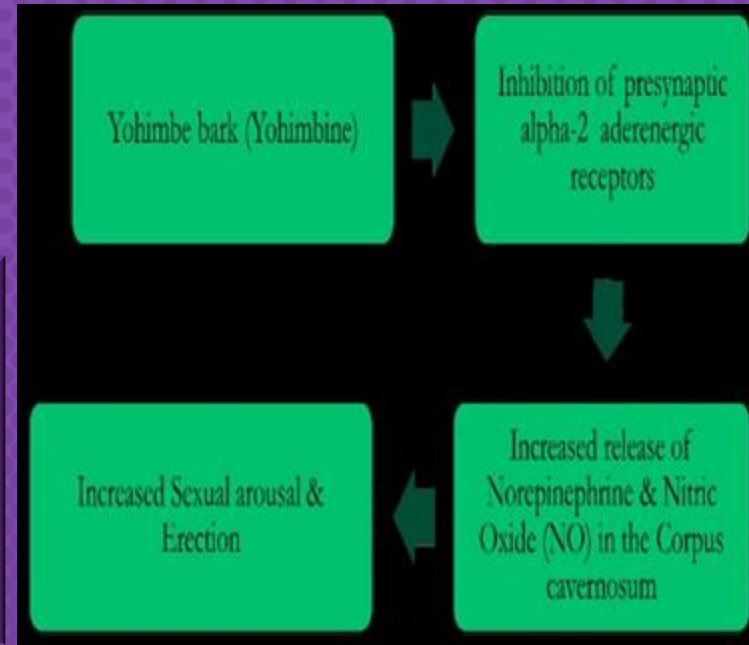 Yohimbe bark (Yohimbine)
Inhibition of presynaptic
alpha-2 aderenergic
receptors
Increased release of
Norepinephrine & Nitric
Oxide (NO) in the Corpus
cavernosum
Increased Sexual arousal &
Erection